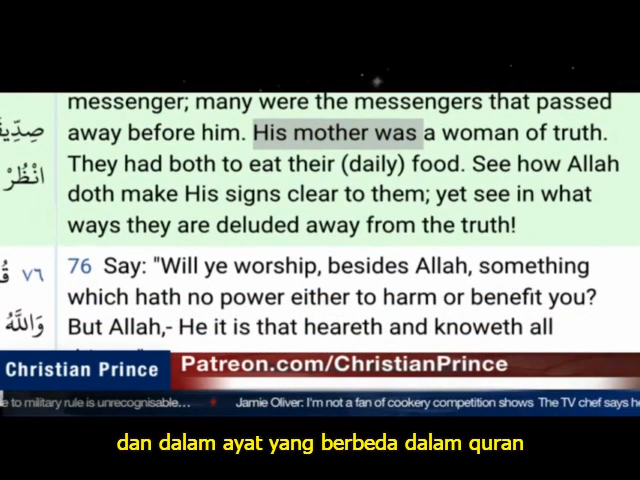 messenger; many were the messengers that passed
صِدِّيقَ away before him. His mother was a woman of truth.
انْظُرْ They had both to eat their (daily) food. See how Allah
doth make His signs clear to them; yet see in what
ways they are deluded away from the truth!
٧٦ 76 Say: "Will ye worship, besides Allah, something
which hath no power either to harm or benefit you?
وَاللَّهُ But Allah,- He it is that heareth and knoweth all
Christian Prince
Patreon.com/ChristianPrince
e to military rule is unrecognisable... Jamie Oliver: I'm not a fan of cookery competition shows The TV chef says he
dan dalam ayat yang berbeda dalam quran